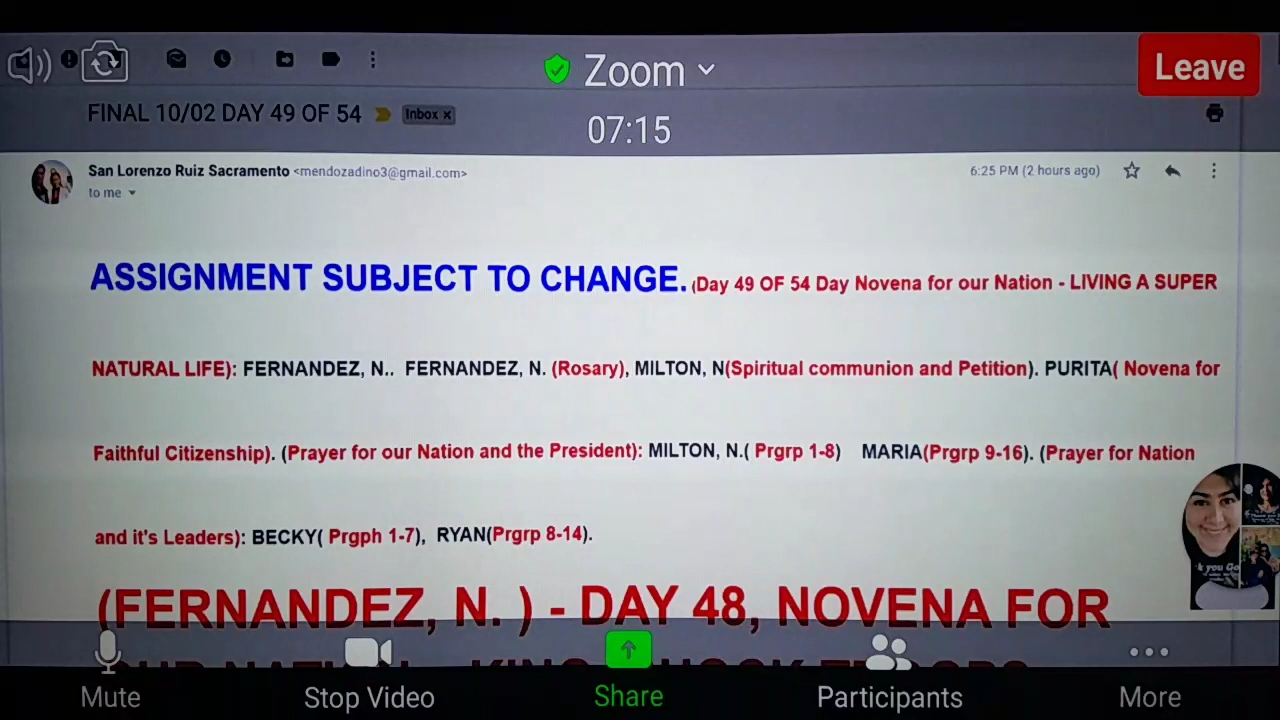 Zoom
Leave
07:15
FINAL 10/02 DAY 49 OF 54 Inbox x
San Lorenzo Ruiz Sacramento <mendozadino3@gmail.com> 6:25 PM (2 hours ago)
to me
ASSIGNMENT SUBJECT TO CHANGE. (Day 49 OF 54 Day Novena for our Nation - LIVING A SUPER
NATURAL LIFE): FERNANDEZ, N.. FERNANDEZ, N. (Rosary), MILTON, N(Spiritual communion and Petition). PURITA( Novena for
Faithful Citizenship). (Prayer for our Nation and the President): MILTON, N.( Prgrp 1-8) MARIA(Prgrp 9-16). (Prayer for Nation
and it's Leaders): BECKY( Prgph 1-7), RYAN(Prgrp 8-14).
(FERNANDEZ, N. ) - DAY 48, NOVENA FOR
Mute Stop Video Share Participants More